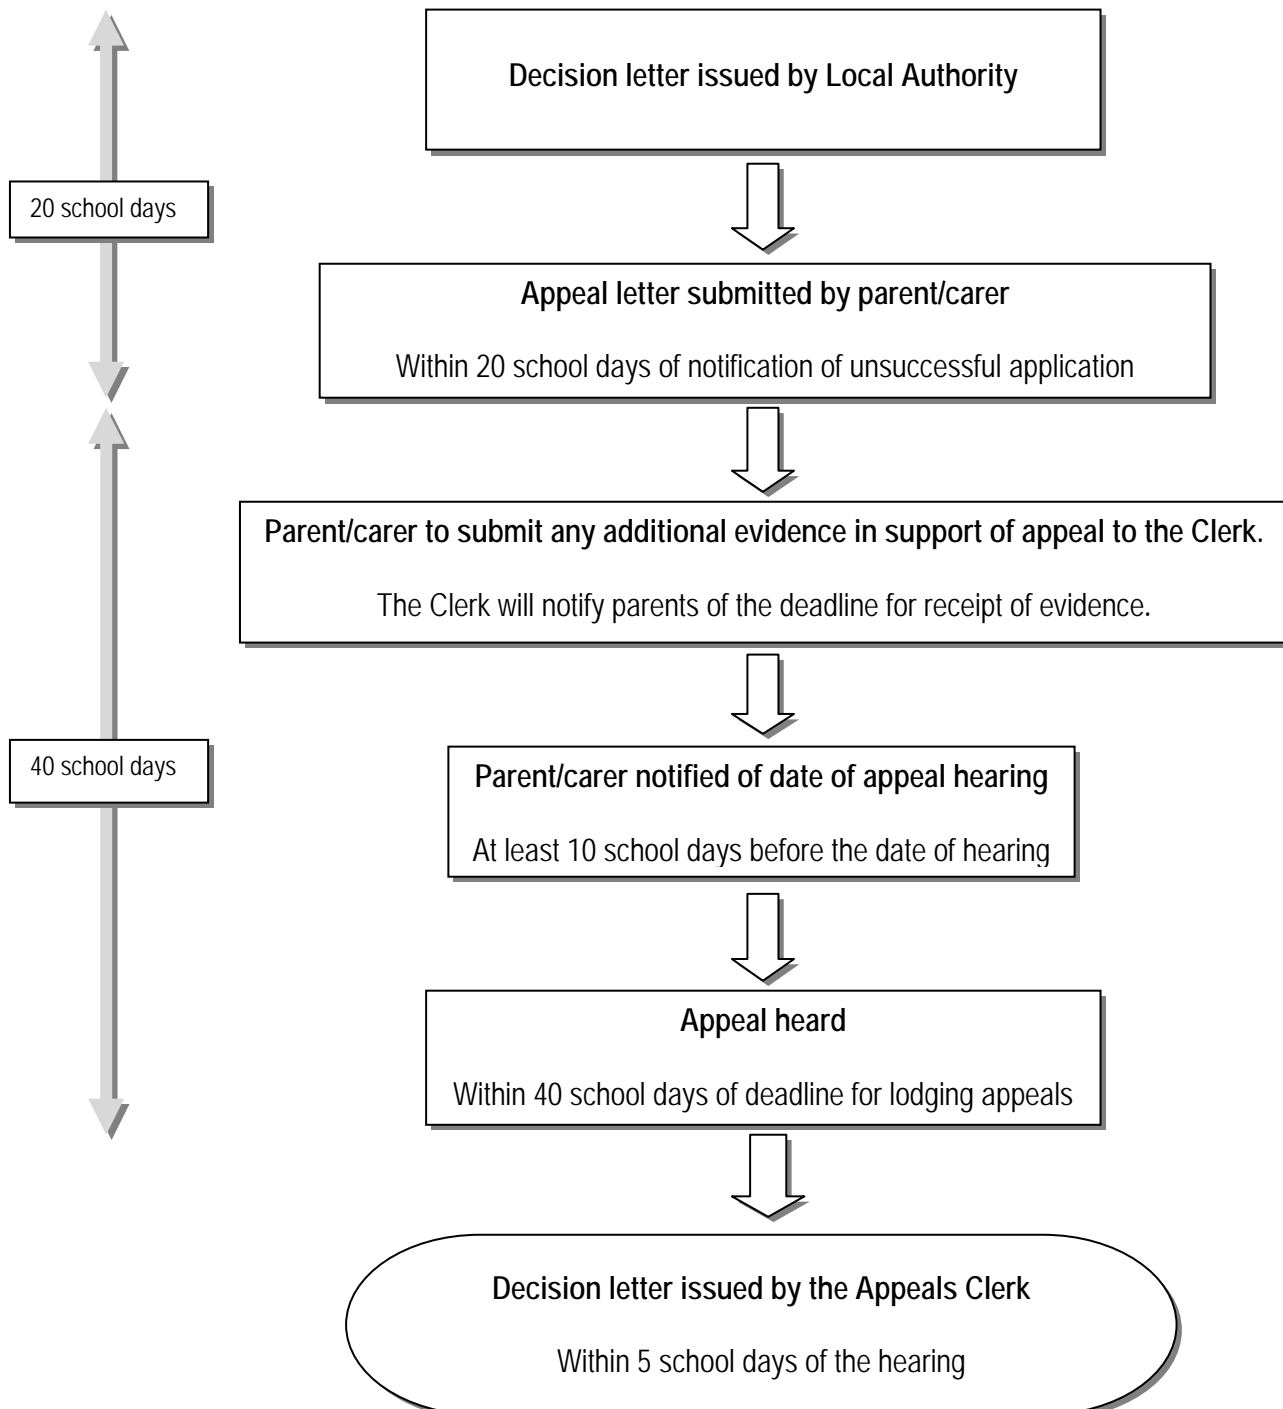 Decision letter issued by Local Authority
20 school days
Appeal letter submitted by parent/carer
Within 20 school days of notification of unsuccessful application
Parent/carer to submit any additional evidence in support of appeal to the Clerk.
The Clerk will notify parents of the deadline for receipt of evidence.
40 school days
Parent/carer notified of date of appeal hearing
At least 10 school days before the date of hearing
Appeal heard
Within 40 school days of deadline for lodging appeals
Decision letter issued by the Appeals Clerk
Within 5 school days of the hearing